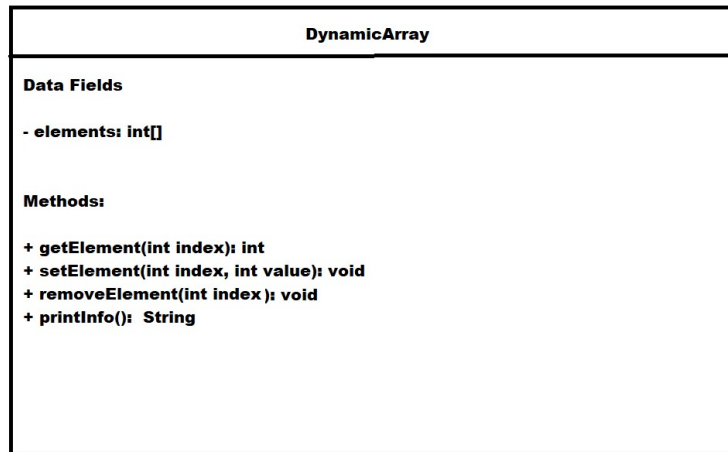 DynamicArray
Data Fields
- elements: int[]
Methods:
+ getElement(int index): int
+ setElement(int index, int value): void
+ removeElement(int index): void
+ printInfo(): String